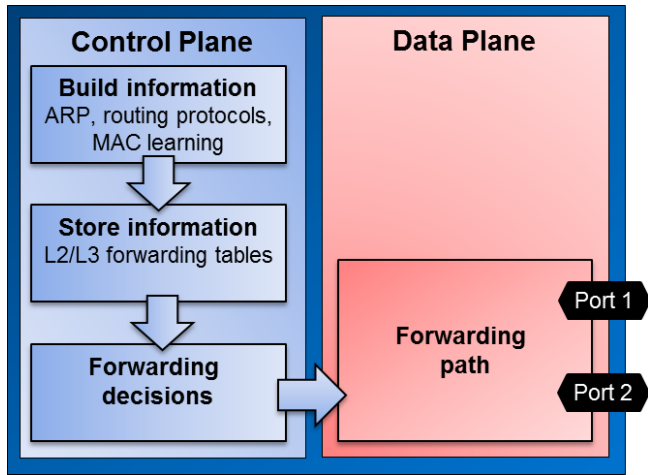 Control Plane
Build information
ARP, routing protocols,
MAC learning
Store information
L2/L3 forwarding tables
Forwarding
decisions
Data Plane
Forwarding
path
Port 1
Port 2